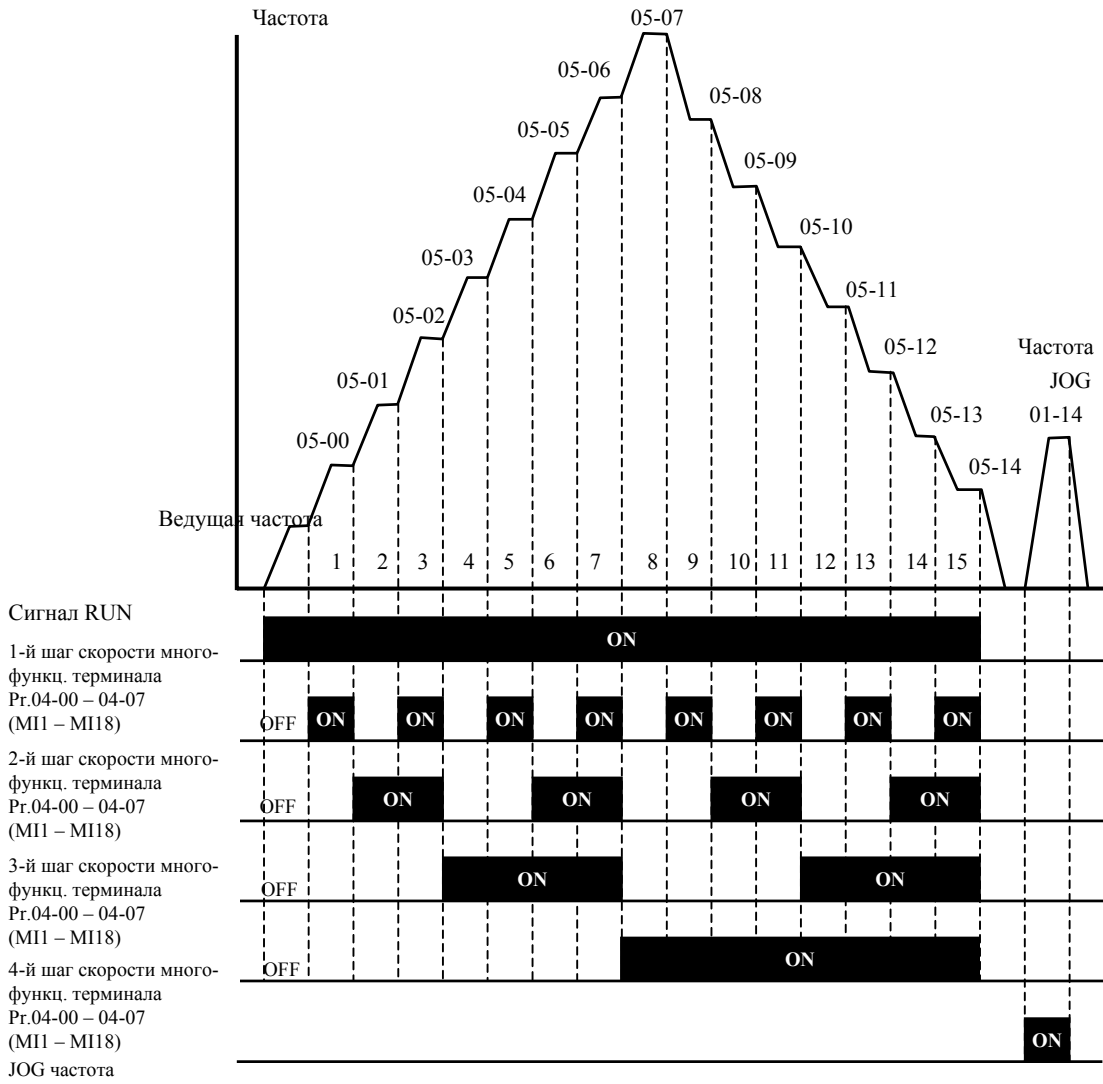 Частота
05-07
05-06
05-08
05-05
05-09
05-04
05-10
05-03
05-11
05-02
05-12
Частота
JOG
05-01
05-13
01-14
05-00
05-14
Ведущая частота
1 2 3 4 5 6 7 8 9 10 11 12 13 14 15
Сигнал RUN
ON
1-й шаг скорости много-
функц. терминала
Pr.04-00 – 04-07
(MI1 – MI18)
OFF ON ON ON ON ON ON ON ON
2-й шаг скорости много-
функц. терминала
Pr.04-00 – 04-07
(MI1 – MI18)
OFF ON ON ON ON
3-й шаг скорости много-
функц. терминала
Pr.04-00 – 04-07
(MI1 – MI18)
OFF ON ON
4-й шаг скорости много-
функц. терминала
Pr.04-00 – 04-07
(MI1 – MI18)
OFF ON
JOG частота
ON